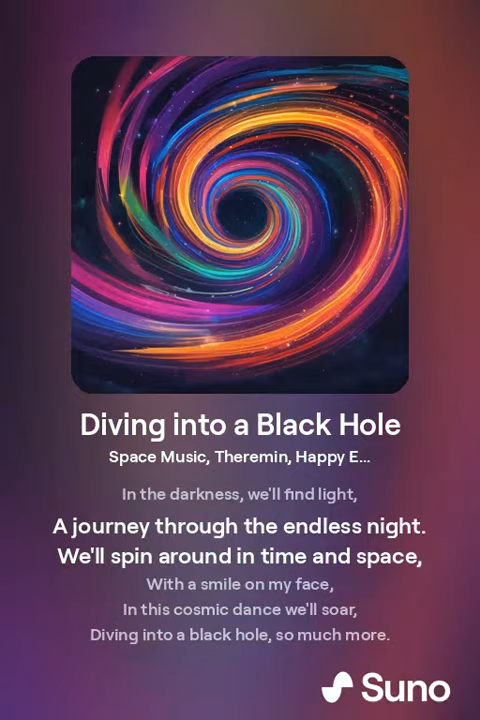 Diving into a Black Hole
Space Music, Theremin, Happy E...
In the darkness, we'll find light,
A journey through the endless night.
We'll spin around in time and space,
With a smile on my face,
In this cosmic dance we'll soar,
Diving into a black hole, so much more.
Suno